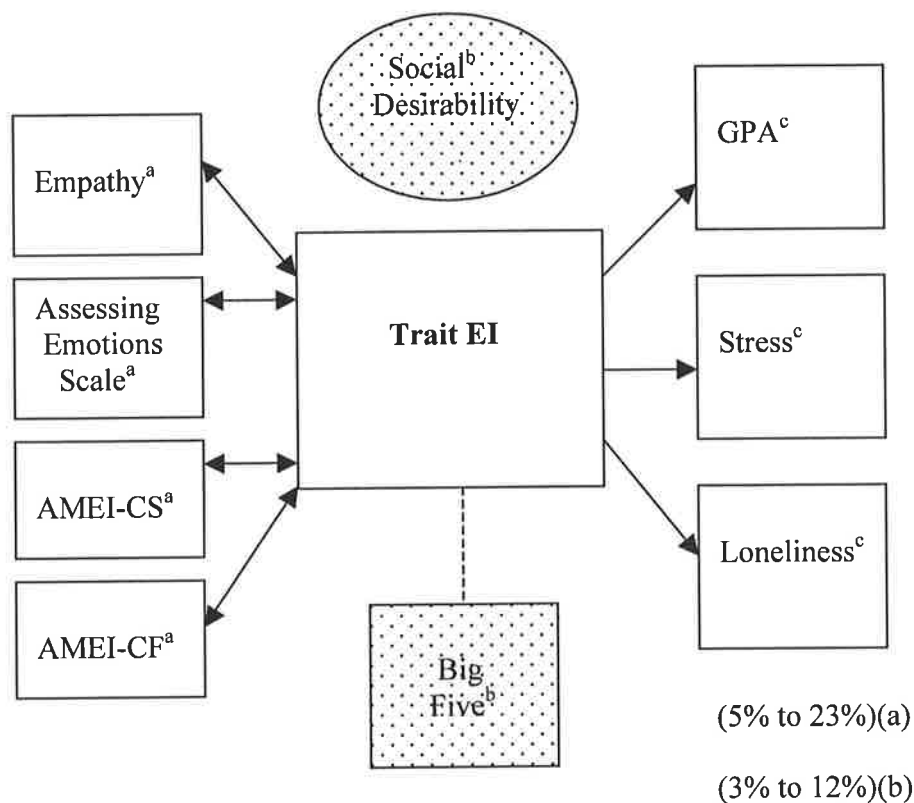 Social^b
Desirability
GPA^c
Empathy^a
Assessing
Emotions
Scale^a
Trait EI
Stress^c
AMEI-CS^a
Loneliness^c
AMEI-CF^a
Big
Five^b
(5% to 23%)(a)
(3% to 12%)(b)